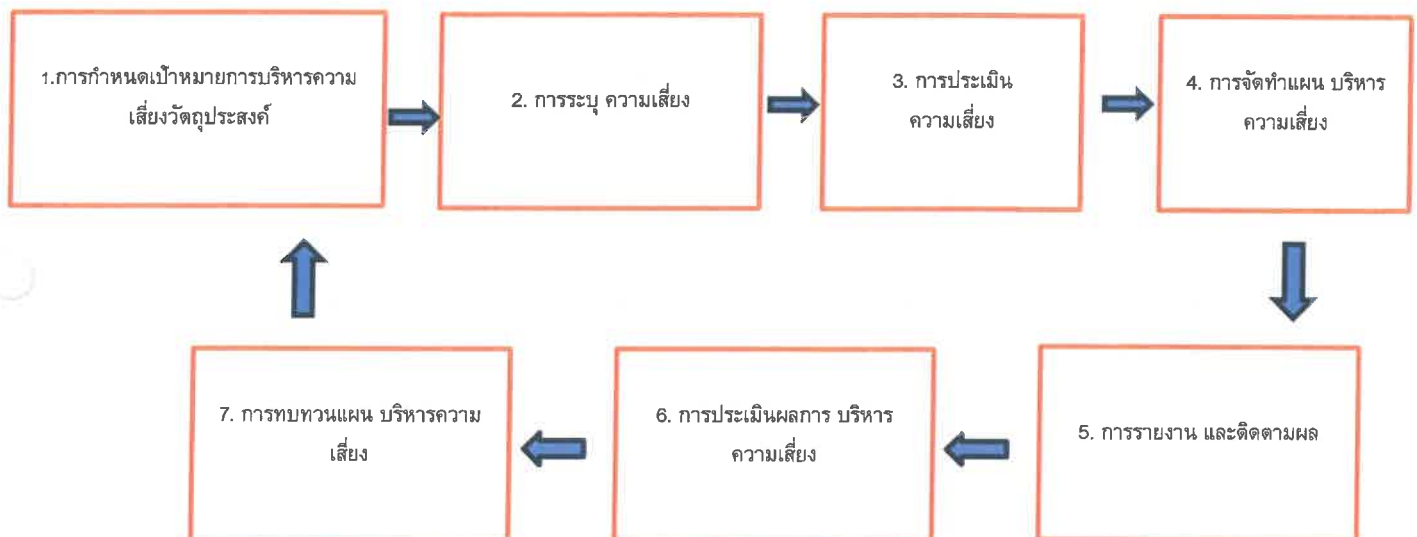 1.การกำหนดเป้าหมายการบริหารความ
เสี่ยงวัตถุประสงค์
2. การระบุ ความเสี่ยง
3. การประเมิน
ความเสี่ยง
4. การจัดทำแผน บริหาร
ความเสี่ยง
5. การรายงาน และติดตามผล
6. การประเมินผลการ บริหาร
ความเสี่ยง
7. การทบทวนแผน บริหารความ
เสี่ยง